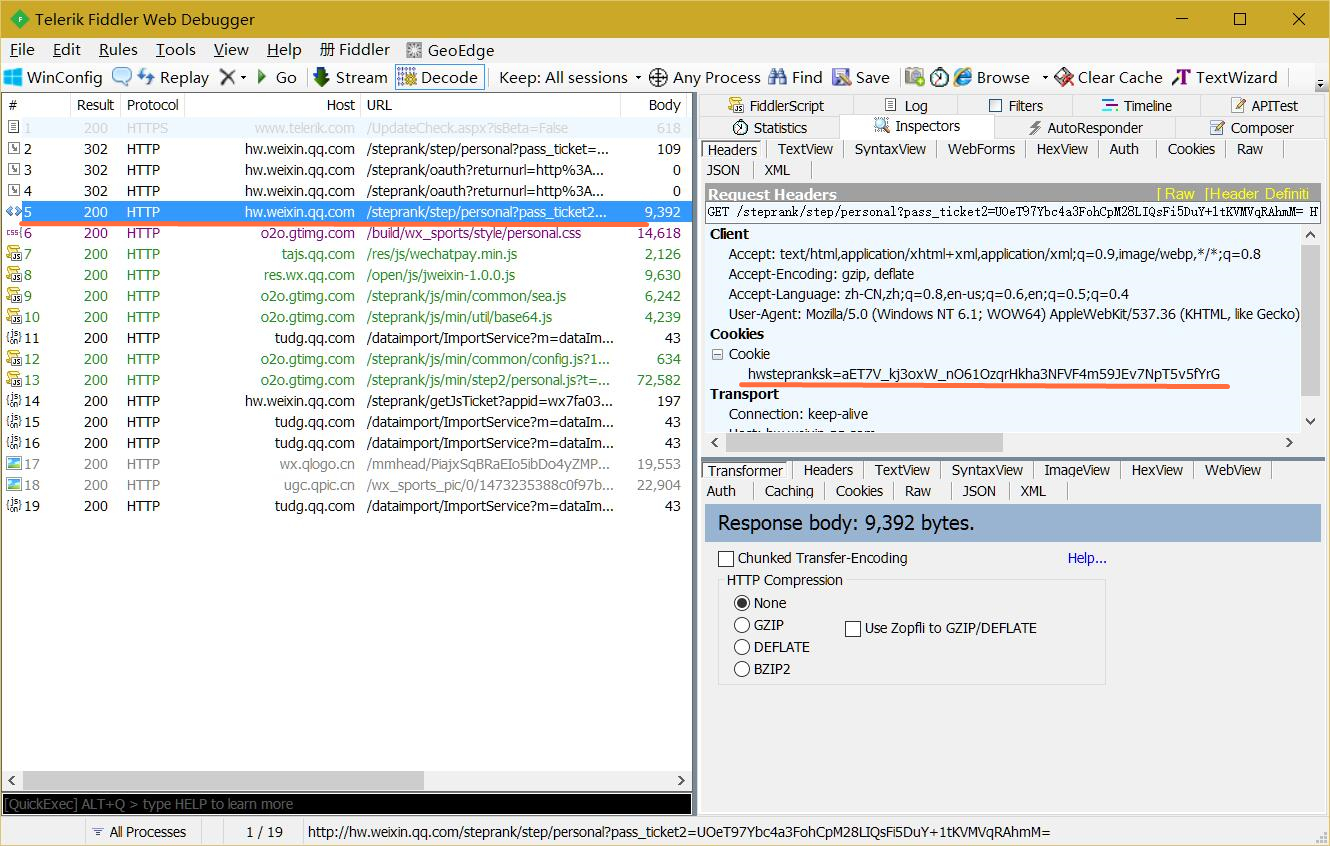 Telerik Fiddler Web Debugger
File Edit Rules Tools View Help 册 Fiddler GeoEdge
WinConfig Replay Go Stream Decode Keep: All sessions Any Process Find Save Browse Clear Cache TextWizard
# Result Protocol Host URL Body
1 200 HTTPS www.telerik.com /UpdateCheck.aspx?isBeta=False 618
2 302 HTTP hw.weixin.qq.com /steprank/step/personal?pass_ticket=... 109
3 302 HTTP hw.weixin.qq.com /steprank/oauth?returnurl=http%3A... 0
4 302 HTTP hw.weixin.qq.com /steprank/oauth?returnurl=http%3A... 0
5 200 HTTP hw.weixin.qq.com /steprank/step/personal?pass_ticket2... 9,392
6 200 HTTP o2o.gtimg.com /build/wx_sports/style/personal.css 14,618
7 200 HTTP tajs.qq.com /res/js/wechatpay.min.js 2,126
8 200 HTTP res.wx.qq.com /open/js/jweixin-1.0.0.js 9,630
9 200 HTTP o2o.gtimg.com /steprank/js/min/common/sea.js 6,242
10 200 HTTP o2o.gtimg.com /steprank/js/min/util/base64.js 4,239
11 200 HTTP tudg.qq.com /dataimport/ImportService?m=dataIm... 43
12 200 HTTP o2o.gtimg.com /steprank/js/min/common/config.js?1... 634
13 200 HTTP o2o.gtimg.com /steprank/js/min/step2/personal.js?t=... 72,582
14 200 HTTP hw.weixin.qq.com /steprank/getJsTicket?appid=wx7fa03... 197
15 200 HTTP tudg.qq.com /dataimport/ImportService?m=dataIm... 43
16 200 HTTP tudg.qq.com /dataimport/ImportService?m=dataIm... 43
17 200 HTTP wx.qlogo.cn /mmhead/PiajxSqBRaEIo5ibDo4yZMP... 19,553
18 200 HTTP ugc.qpic.cn /wx_sports_pic/0/1473235388c0f97b... 22,904
19 200 HTTP tudg.qq.com /dataimport/ImportService?m=dataIm... 43
[QuickExec] ALT+Q > type HELP to learn more
FiddlerScript Log Filters Timeline APITest
Statistics Inspectors AutoResponder Composer
Headers TextView SyntaxView WebForms HexView Auth Cookies Raw
JSON XML
Request Headers [ Raw [Header Definiti
GET /steprank/step/personal?pass_ticket2=UOeT97Ybc4a3FohCpM28LIQsFi5DuY+1tKVMVqRAhmM= H
Client
Accept: text/html,application/xhtml+xml,application/xml;q=0.9,image/webp,*/*;q=0.8
Accept-Encoding: gzip, deflate
Accept-Language: zh-CN,zh;q=0.8,en-us;q=0.6,en;q=0.5;q=0.4
User-Agent: Mozilla/5.0 (Windows NT 6.1; WOW64) AppleWebKit/537.36 (KHTML, like Gecko)
Cookies
Cookie
hwstepranksk=aET7V_kj3oxW_nO61OzqrHkha3NFVF4m59JEv7NpT5v5fYrG
Transport
Connection: keep-alive
Host: hw.weixin.qq.com
Transformer Headers TextView SyntaxView ImageView HexView WebView
Auth Caching Cookies Raw JSON XML
Response body: 9,392 bytes.
Chunked Transfer-Encoding Help...
HTTP Compression
None
GZIP
Use Zopfli to GZIP/DEFLATE
DEFLATE
BZIP2
All Processes 1 / 19 http://hw.weixin.qq.com/steprank/step/personal?pass_ticket2=UOeT97Ybc4a3FohCpM28LIQsFi5DuY+1tKVMVqRAhmM=